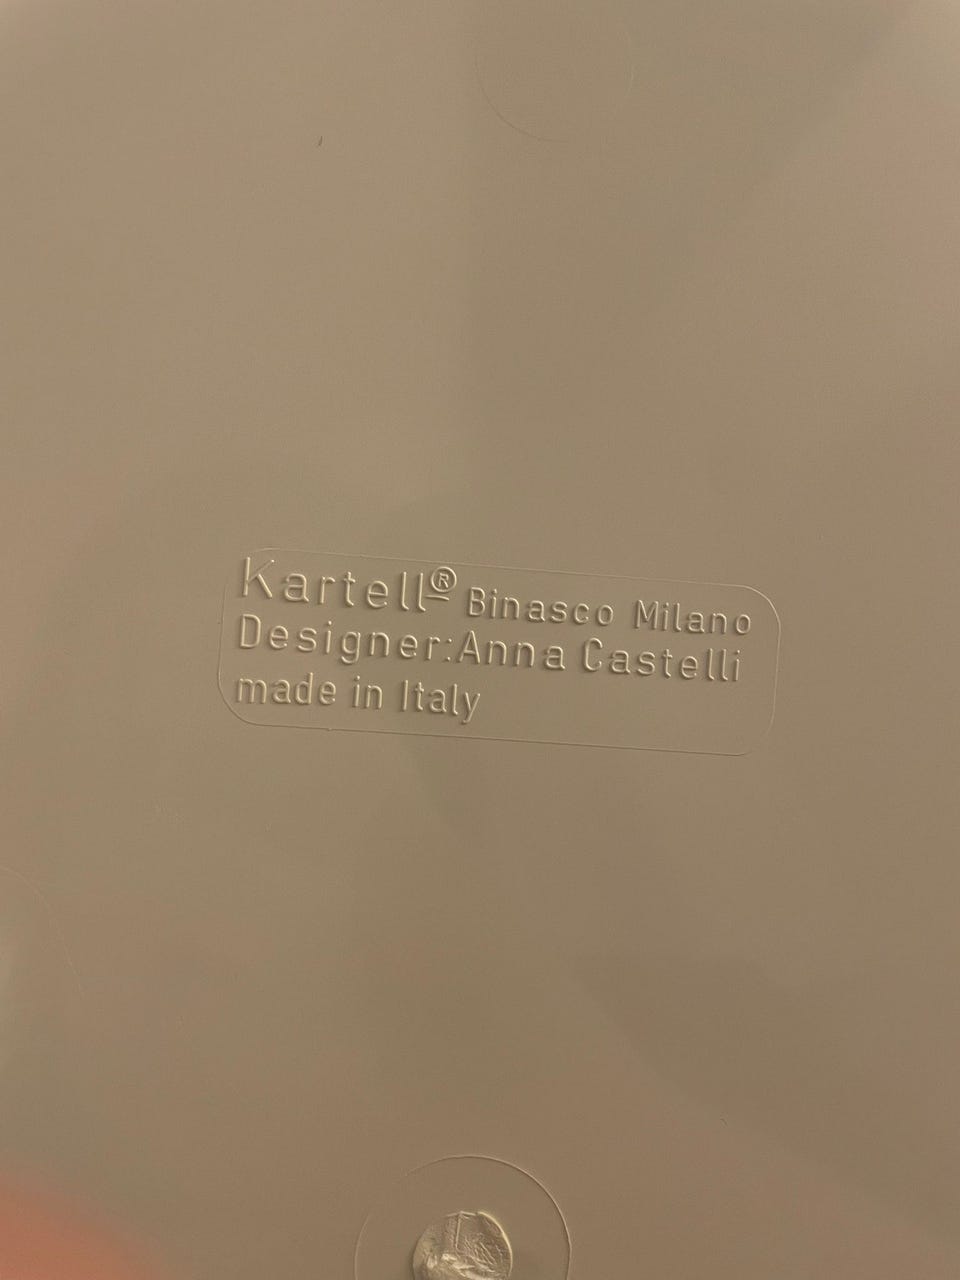 Kartell® Binasco Milano
Designer:Anna Castelli
made in Italy